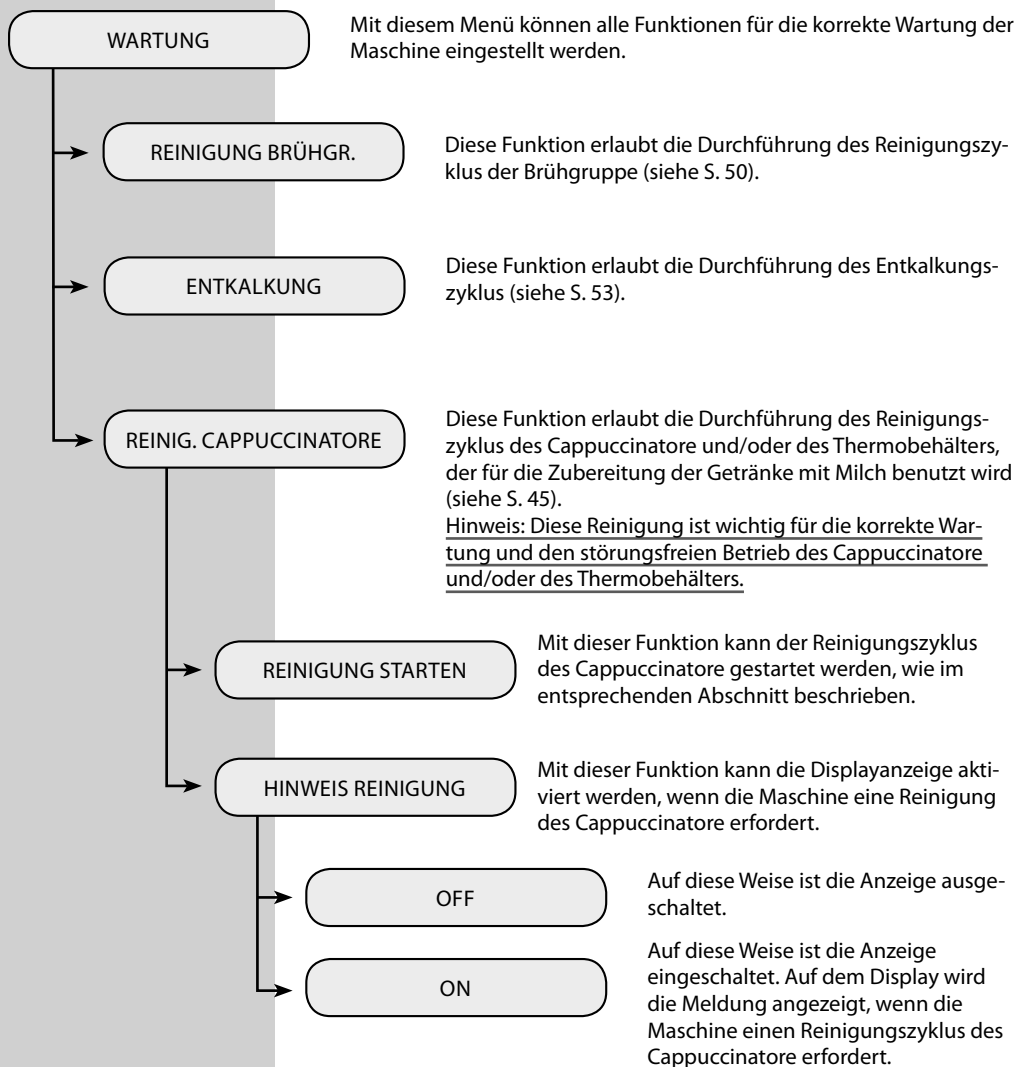 WARTUNG
Mit diesem Menü können alle Funktionen für die korrekte Wartung der
Maschine eingestellt werden.
REINIGUNG BRÜHGR.
Diese Funktion erlaubt die Durchführung des Reinigungszy-
klus der Brühgruppe (siehe S. 50).
ENTKALKUNG
Diese Funktion erlaubt die Durchführung des Entkalkungs-
zyklus (siehe S. 53).
REINIG. CAPPUCCINATORE
Diese Funktion erlaubt die Durchführung des Reinigungs-
zyklus des Cappuccinatore und/oder des Thermobehälters,
der für die Zubereitung der Getränke mit Milch benutzt wird
(siehe S. 45).
Hinweis: Diese Reinigung ist wichtig für die korrekte War-
tung und den störungsfreien Betrieb des Cappuccinatore
und/oder des Thermobehälters.
REINIGUNG STARTEN
Mit dieser Funktion kann der Reinigungszyklus
des Cappuccinatore gestartet werden, wie im
entsprechenden Abschnitt beschrieben.
HINWEIS REINIGUNG
Mit dieser Funktion kann die Displayanzeige akti-
viert werden, wenn die Maschine eine Reinigung
des Cappuccinatore erfordert.
OFF
Auf diese Weise ist die Anzeige ausge-
schaltet.
ON
Auf diese Weise ist die Anzeige
eingeschaltet. Auf dem Display wird
die Meldung angezeigt, wenn die
Maschine einen Reinigungszyklus des
Cappuccinatore erfordert.